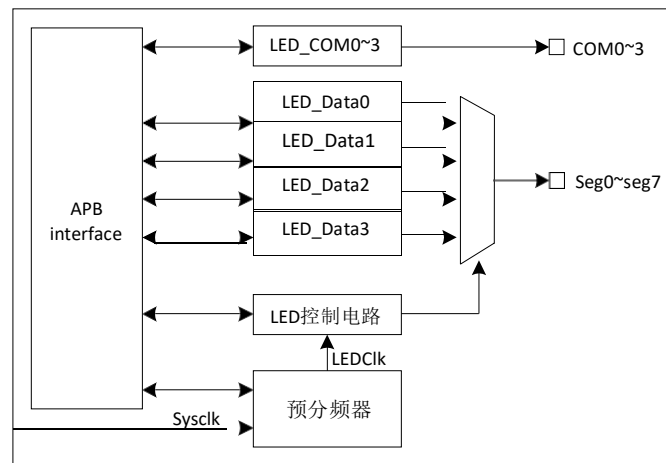 LED_COM0~3
COM0~3
LED_Data0
LED_Data1
LED_Data2
LED_Data3
Seg0~seg7
APB
interface
LED控制电路
LEDClk
预分频器
Sysclk